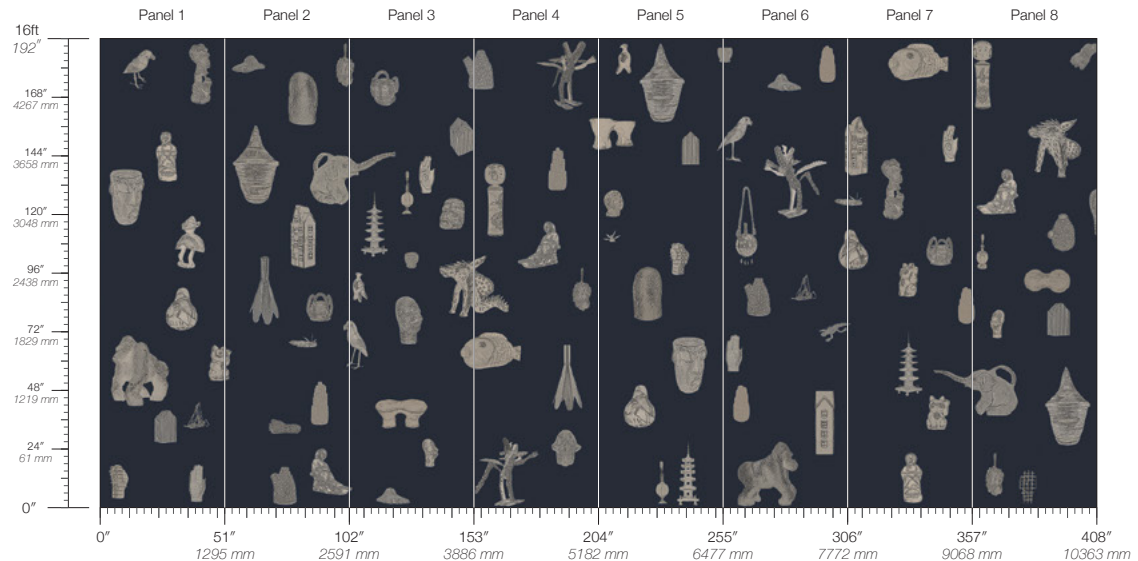 Panel 1 Panel 2 Panel 3 Panel 4 Panel 5 Panel 6 Panel 7 Panel 8
16ft
192″
168″
4267 mm
144″
3658 mm
120″
3048 mm
96″
2438 mm
72″
1829 mm
48″
1219 mm
24″
61 mm
0″
0″ 51″ 102″ 153″ 204″ 255″ 306″ 357″ 408″
1295 mm 2591 mm 3886 mm 5182 mm 6477 mm 7772 mm 9068 mm 10363 mm